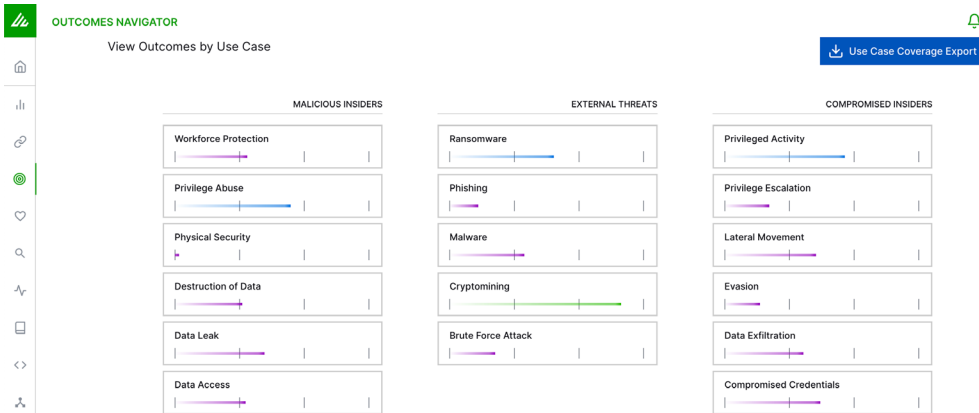 OUTCOMES NAVIGATOR
View Outcomes by Use Case
Use Case Coverage Export
MALICIOUS INSIDERS
Workforce Protection
Privilege Abuse
Physical Security
Destruction of Data
Data Leak
Data Access
EXTERNAL THREATS
Ransomware
Phishing
Malware
Cryptomining
Brute Force Attack
COMPROMISED INSIDERS
Privileged Activity
Privilege Escalation
Lateral Movement
Evasion
Data Exfiltration
Compromised Credentials